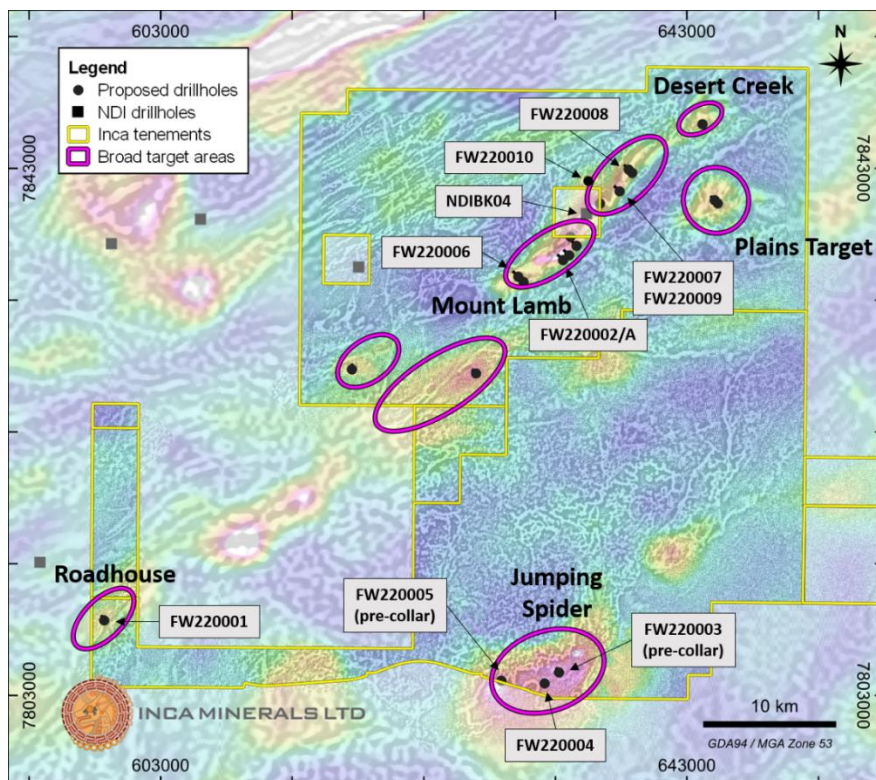 603000
643000
N
Legend
Proposed drillholes
NDI drillholes
Inca tenements
Broad target areas
Desert Creek
FW220008
7843000
FW220010
7843000
NDIBK04
FW220006
Plains Target
FW220007
FW220009
Mount Lamb
FW220002/A
Roadhouse
FW220001
Jumping
Spider
FW220005
(pre-collar)
FW220003
(pre-collar)
7803000
7803000
INCA MINERALS LTD
10 km
FW220004
GDA94 / MGA Zone 53
603000
643000